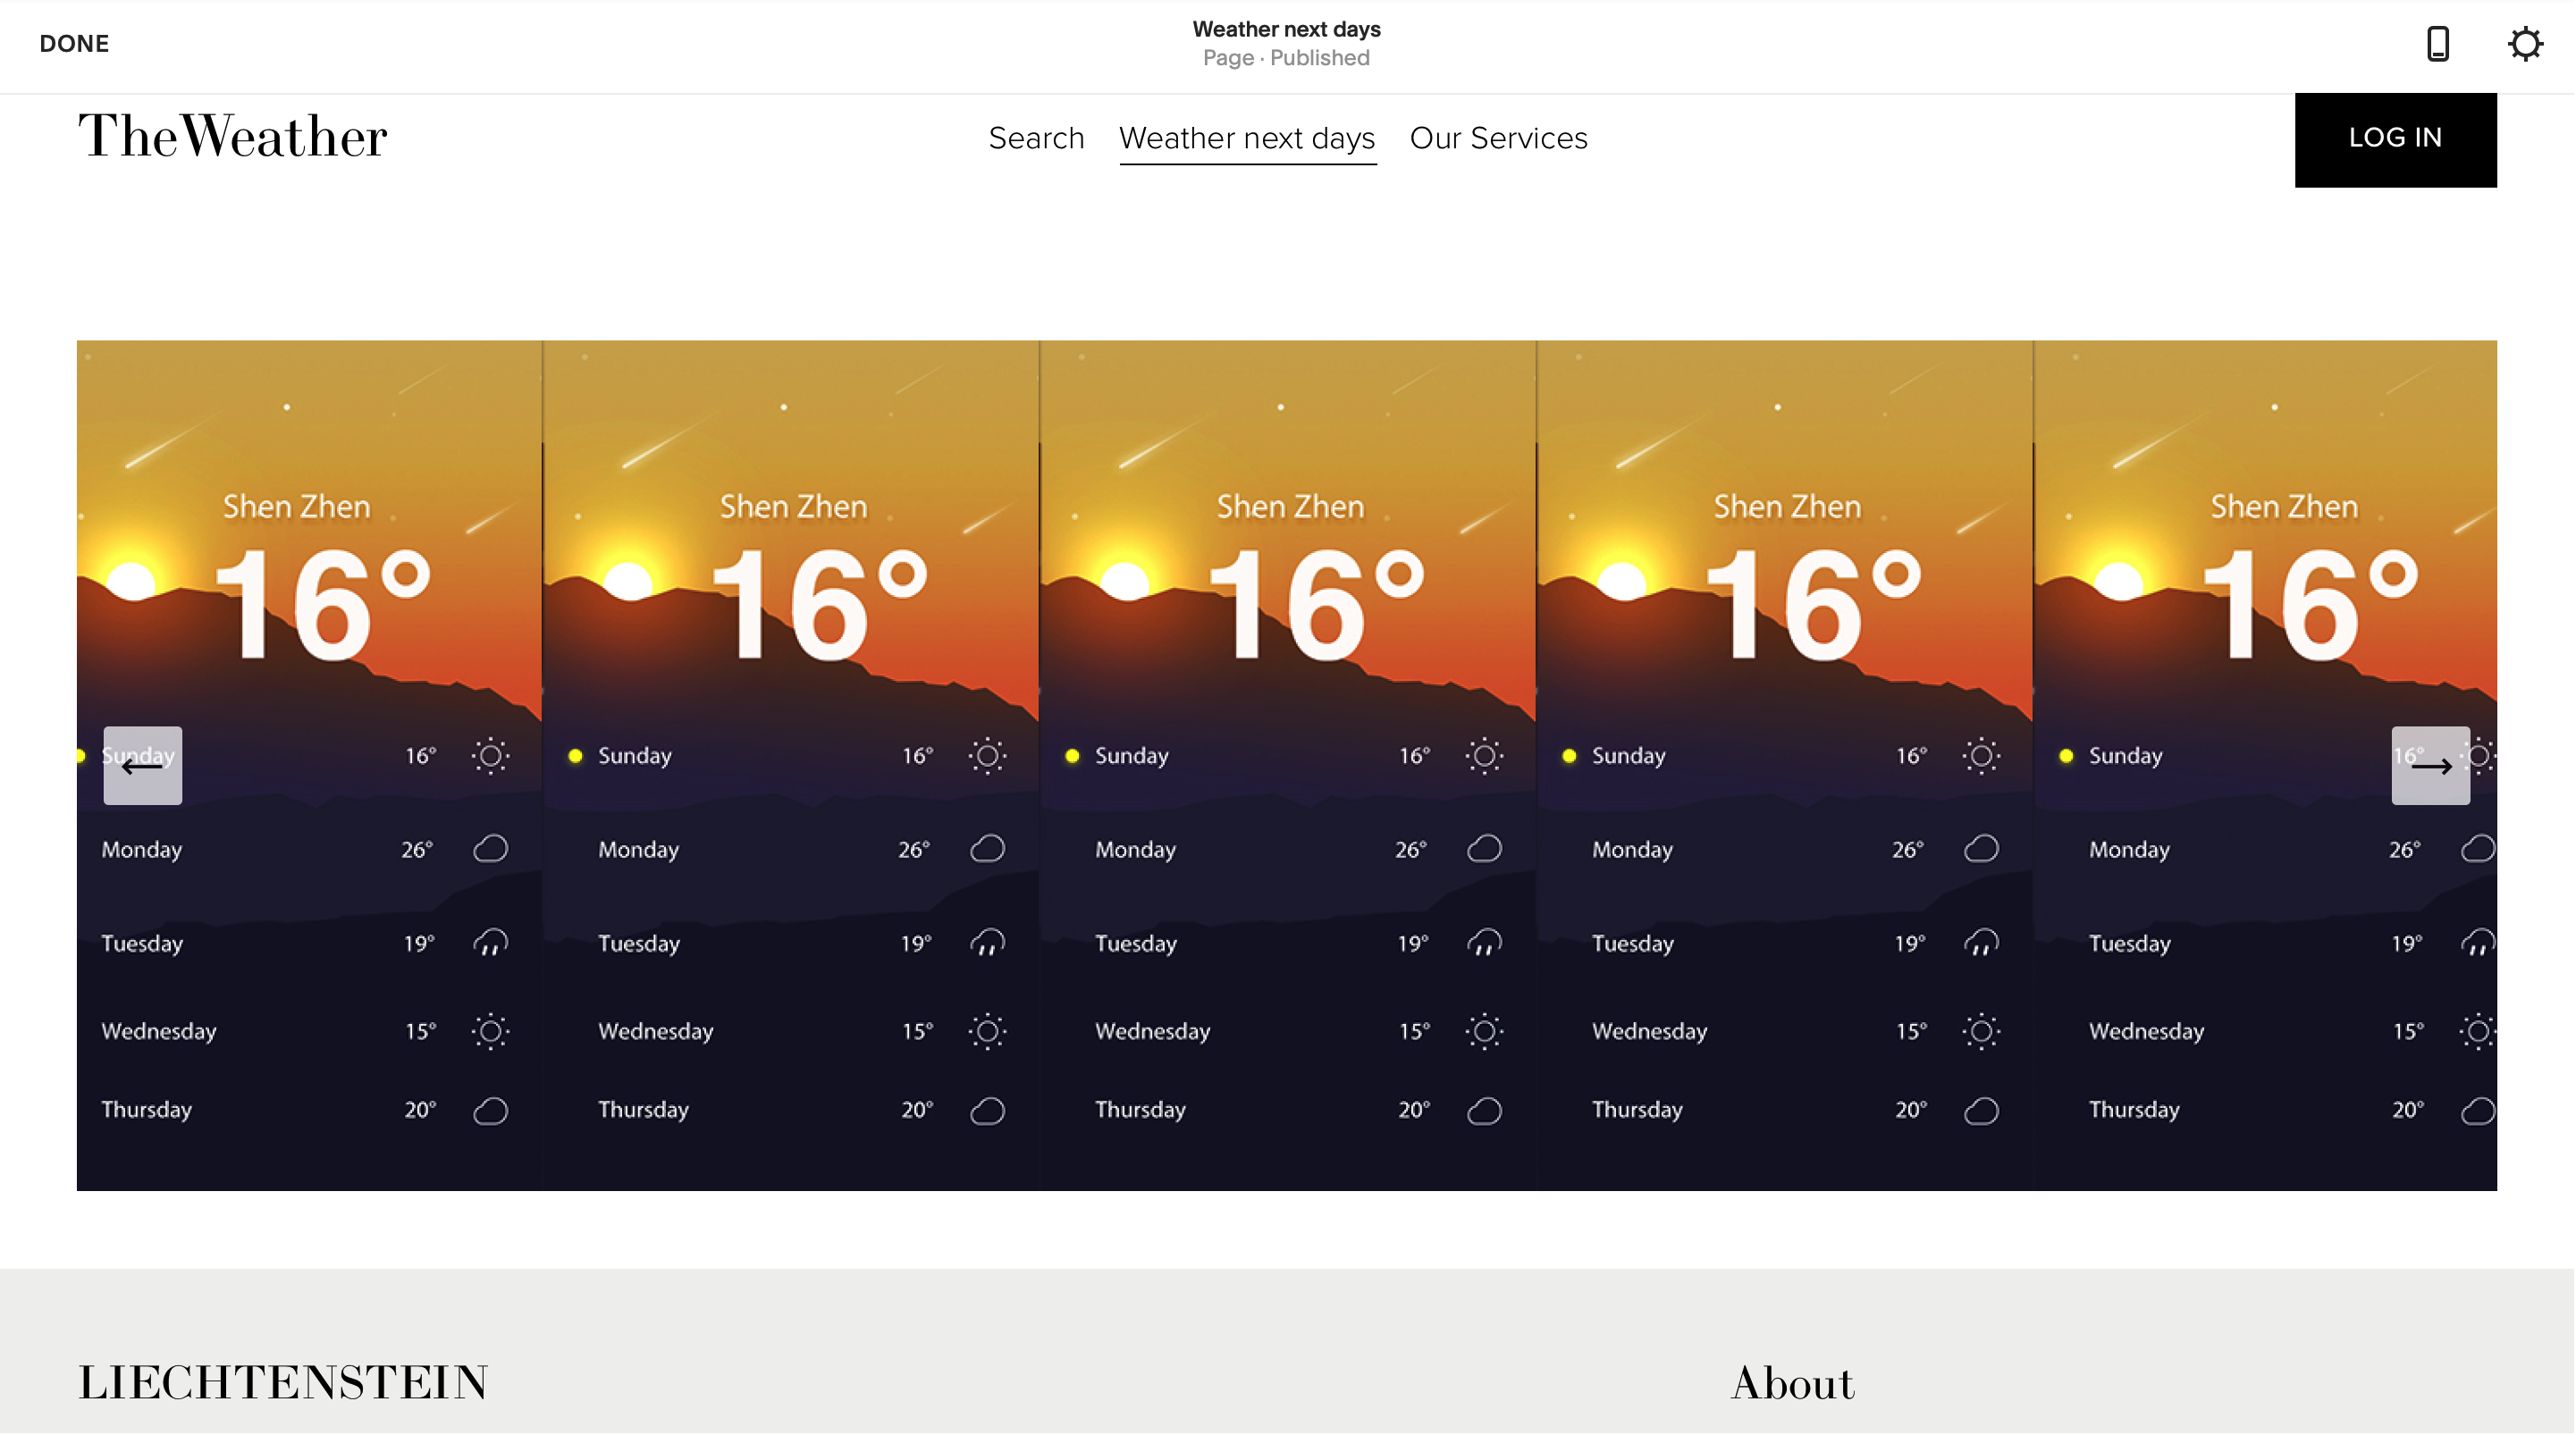 DONE
Weather next days
Page · Published
TheWeather
Search
Weather next days
Our Services
LOG IN
Shen Zhen
16°
Sunday 16°
Monday 26°
Tuesday 19°
Wednesday 15°
Thursday 20°
Shen Zhen
16°
Sunday 16°
Monday 26°
Tuesday 19°
Wednesday 15°
Thursday 20°
Shen Zhen
16°
Sunday 16°
Monday 26°
Tuesday 19°
Wednesday 15°
Thursday 20°
Shen Zhen
16°
Sunday 16°
Monday 26°
Tuesday 19°
Wednesday 15°
Thursday 20°
Shen Zhen
16°
Sunday 16°
Monday 26°
Tuesday 19°
Wednesday 15°
Thursday 20°
LIECHTENSTEIN
About